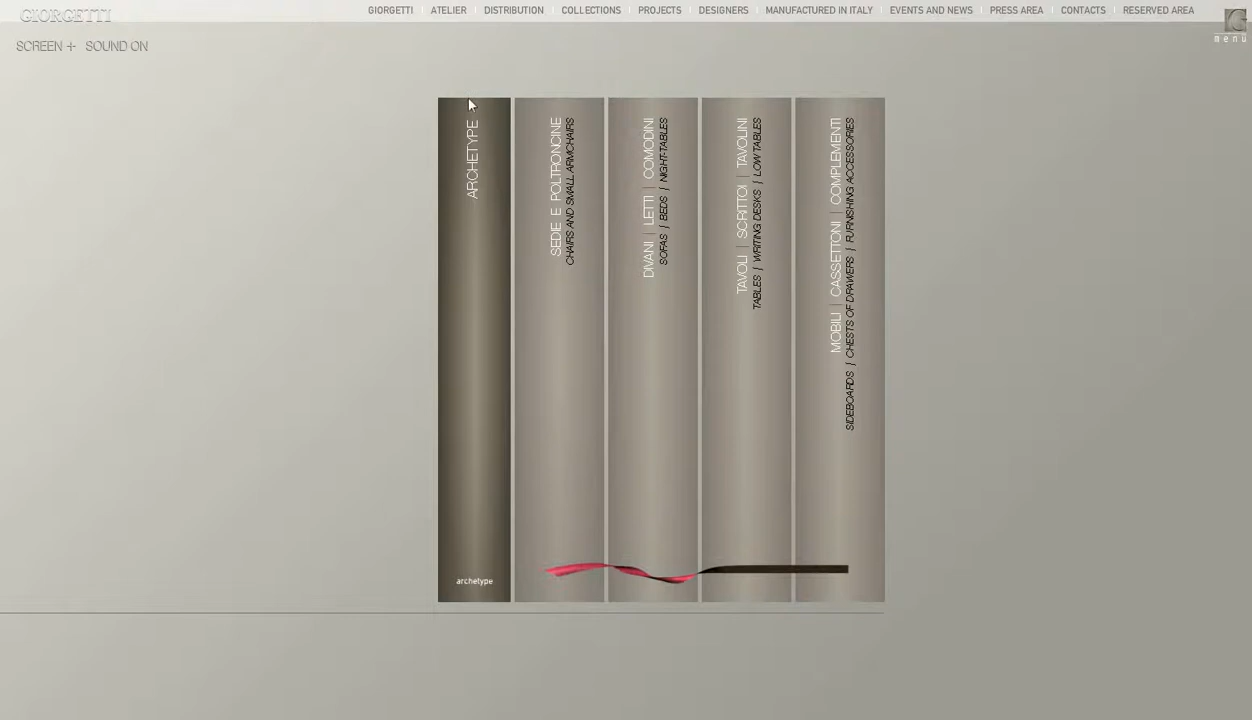 GIORGETTI
GIORGETTI
ATELIER
DISTRIBUTION
COLLECTIONS
PROJECTS
DESIGNERS
MANUFACTURED IN ITALY
EVENTS AND NEWS
PRESS AREA
CONTACTS
RESERVED AREA
G
menu
SCREEN + SOUND ON
ARCHETYPE
archetype
SEDIE E POLTRONCINE
CHAIRS AND SMALL ARMCHAIRS
DIVANI | LETTI | COMODINI
SOFAS | BEDS | NIGHT-TABLES
TAVOLI | SCRITTOI | TAVOLINI
TABLES | WRITING DESKS | LOW TABLES
MOBILI | CASSETTONI | COMPLEMENTI
SIDEBOARDS | CHESTS OF DRAWERS | FURNISHING ACCESSORIES